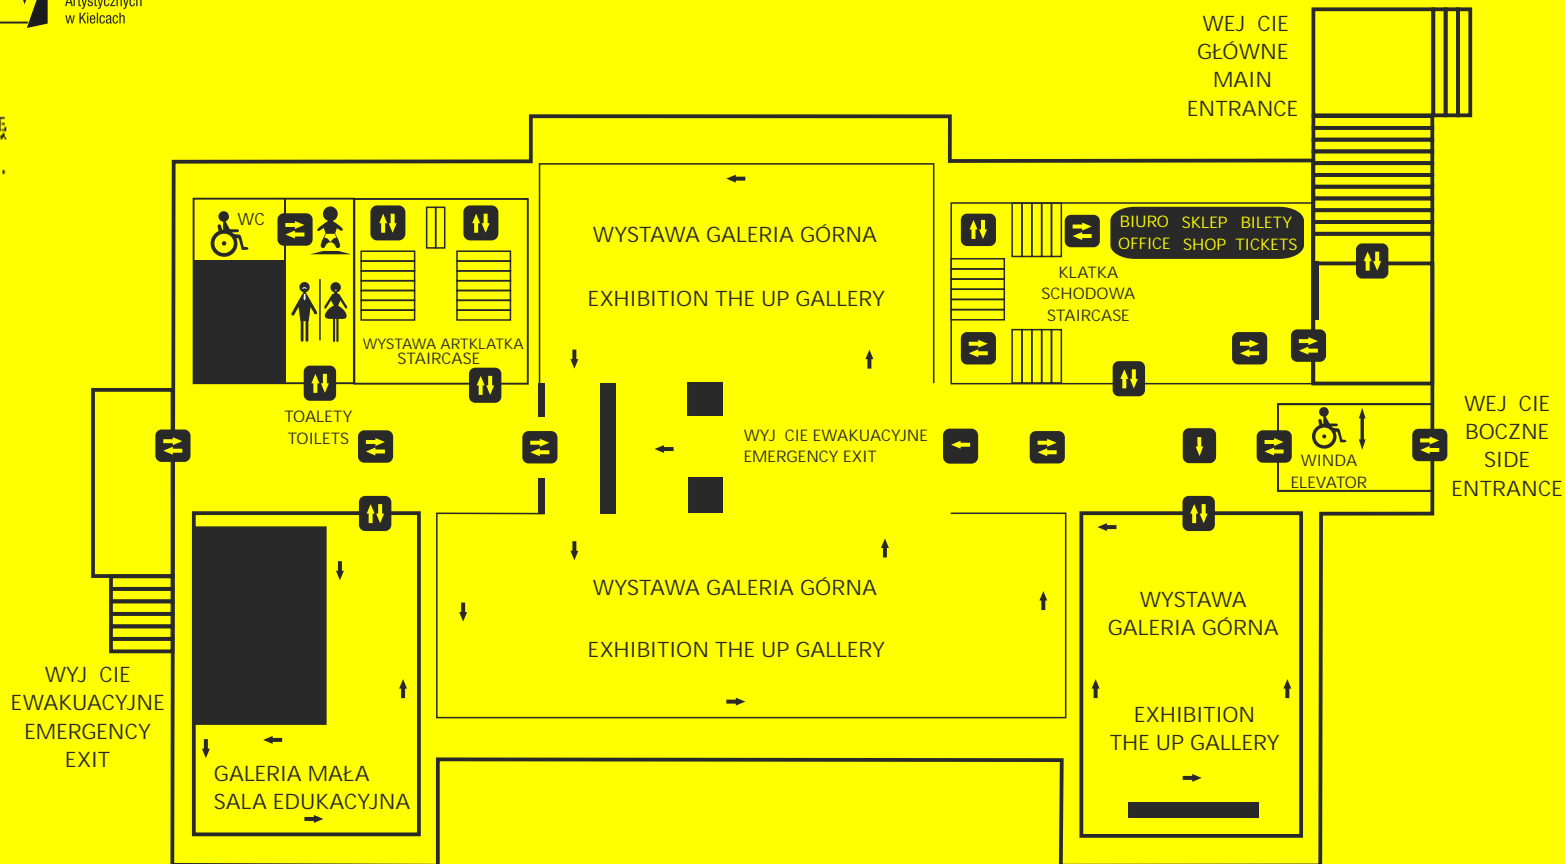 Artystycznych
w Kielcach
WEJ CIE
GŁÓWNE
MAIN
ENTRANCE
WC
WYSTAWA GALERIA GÓRNA
EXHIBITION THE UP GALLERY
BIURO SKLEP BILETY
OFFICE SHOP TICKETS
KLATKA
SCHODOWA
STAIRCASE
WYSTAWA ARTKLATKA
STAIRCASE
TOALETY
TOILETS
WYJ CIE EWAKUACYJNE
EMERGENCY EXIT
WINDA
ELEVATOR
WEJ CIE
BOCZNE
SIDE
ENTRANCE
WYSTAWA GALERIA GÓRNA
EXHIBITION THE UP GALLERY
WYSTAWA
GALERIA GÓRNA
EXHIBITION
THE UP GALLERY
WYJ CIE
EWAKUACYJNE
EMERGENCY
EXIT
GALERIA MAŁA
SALA EDUKACYJNA